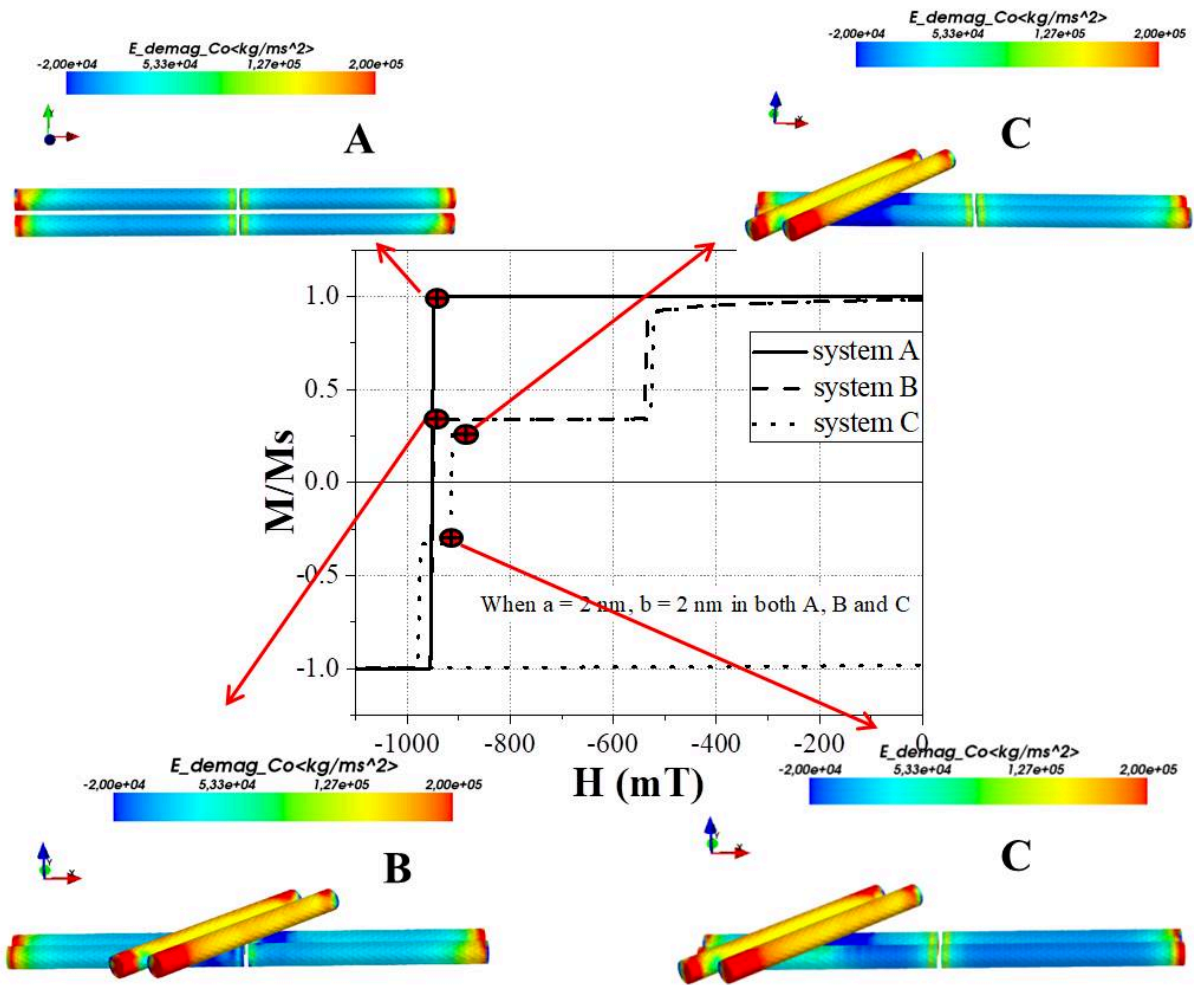 E_demag_Co<kg/ms^2>
-2,00e+04 5,33e+04 1,27e+05 2,00e+05
A
E_demag_Co<kg/ms^2>
-2,00e+04 5,33e+04 1,27e+05 2,00e+05
C
M/Ms
1.0
0.5
0.0
-0.5
-1.0
system A
system B
system C
When a = 2 nm, b = 2 nm in both A, B and C
-1000 -800 -600 -400 -200 0
H (mT)
E_demag_Co<kg/ms^2>
-2,00e+04 5,33e+04 1,27e+05 2,00e+05
B
E_demag_Co<kg/ms^2>
-2,00e+04 5,33e+04 1,27e+05 2,00e+05
C